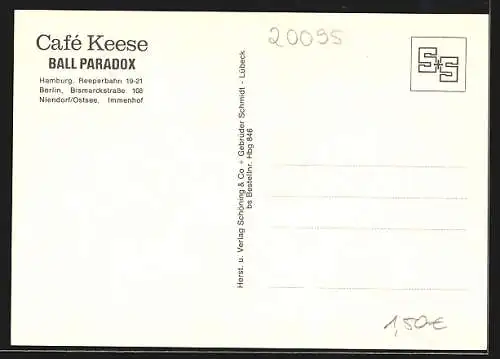 Café Keese
BALL PARADOX
Hamburg, Reeperbahn 19-21
Berlin, Bismarckstraße 108
Niendorf/Ostsee, Immenhof
Herst. u. Verlag Schöning & Co + Gebrüder Schmidt - Lübeck
bs Bestellnr. Hbg 846
20095
S+S
1,50€